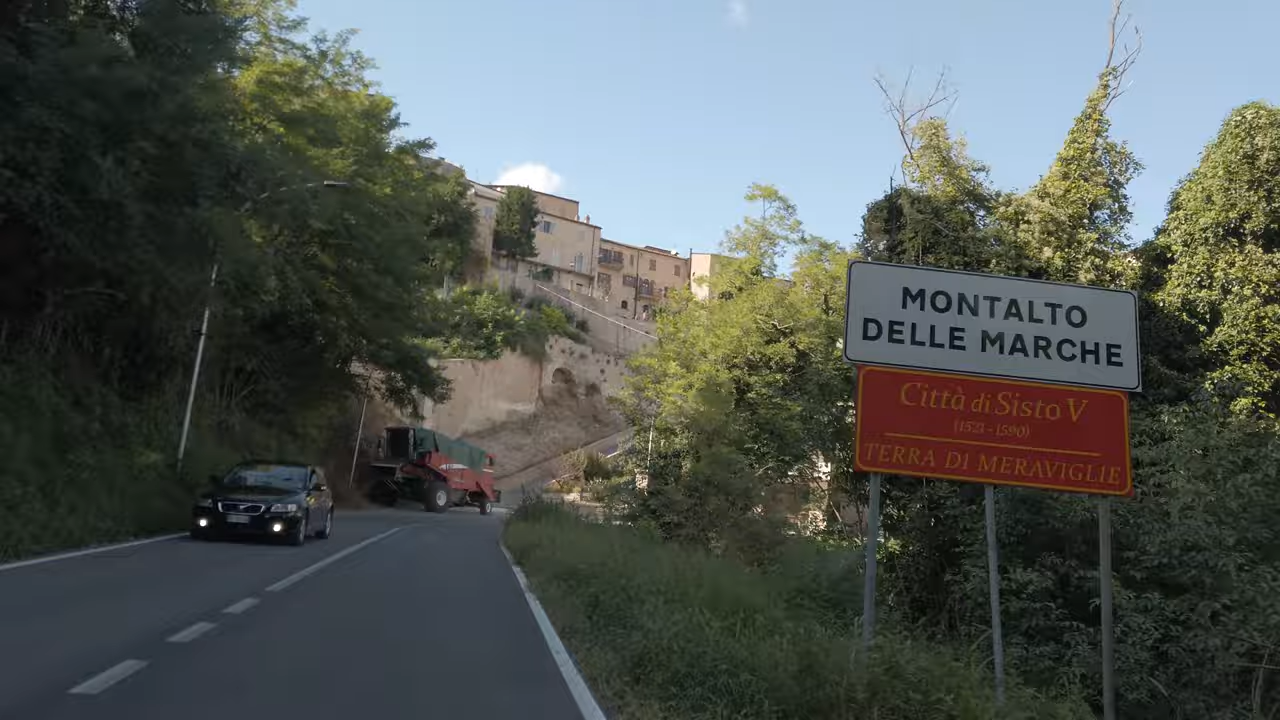 MONTALTO
DELLE MARCHE
Città di Sisto V
(1521-1590)
TERRA DI MERAVIGLIE